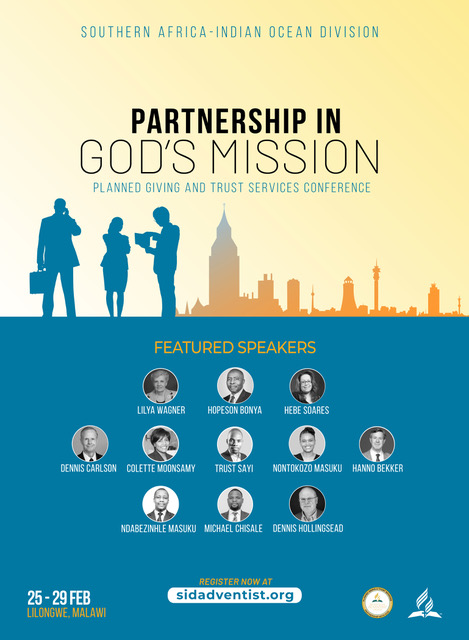 SOUTHERN AFRICA-INDIAN OCEAN DIVISION
PARTNERSHIP IN
GOD'S MISSION
PLANNED GIVING AND TRUST SERVICES CONFERENCE
FEATURED SPEAKERS
LILYA WAGNER HOPESON BONYA HEBE SOARES
DENNIS CARLSON COLETTE MOONSAMY TRUST SAYI NONTOKOZO MASUKU HANNO BEKKER
NDABEZINHLE MASUKU MICHAEL CHISALE DENNIS HOLLINGSEAD
REGISTER NOW AT
sidadventist.org
25 - 29 FEB
LILONGWE, MALAWI